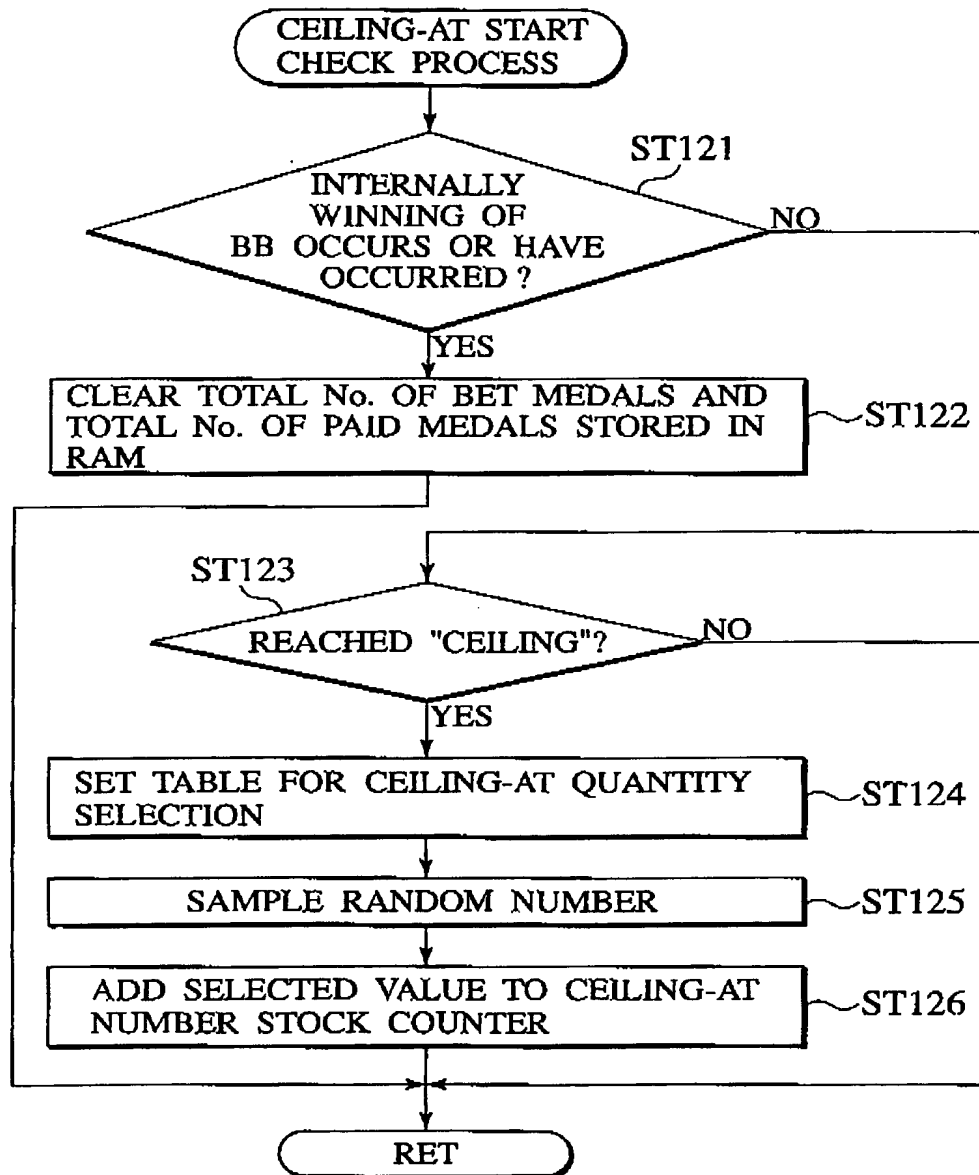 CEILING-AT START
CHECK PROCESS
ST121
INTERNALLY
WINNING OF
BB OCCURS OR HAVE
OCCURRED ?
NO
YES
CLEAR TOTAL No. OF BET MEDALS AND
TOTAL No. OF PAID MEDALS STORED IN
RAM
ST122
ST123
REACHED "CEILING"?
NO
YES
SET TABLE FOR CEILING-AT QUANTITY
SELECTION
ST124
SAMPLE RANDOM NUMBER
ST125
ADD SELECTED VALUE TO CEILING-AT
NUMBER STOCK COUNTER
ST126
RET